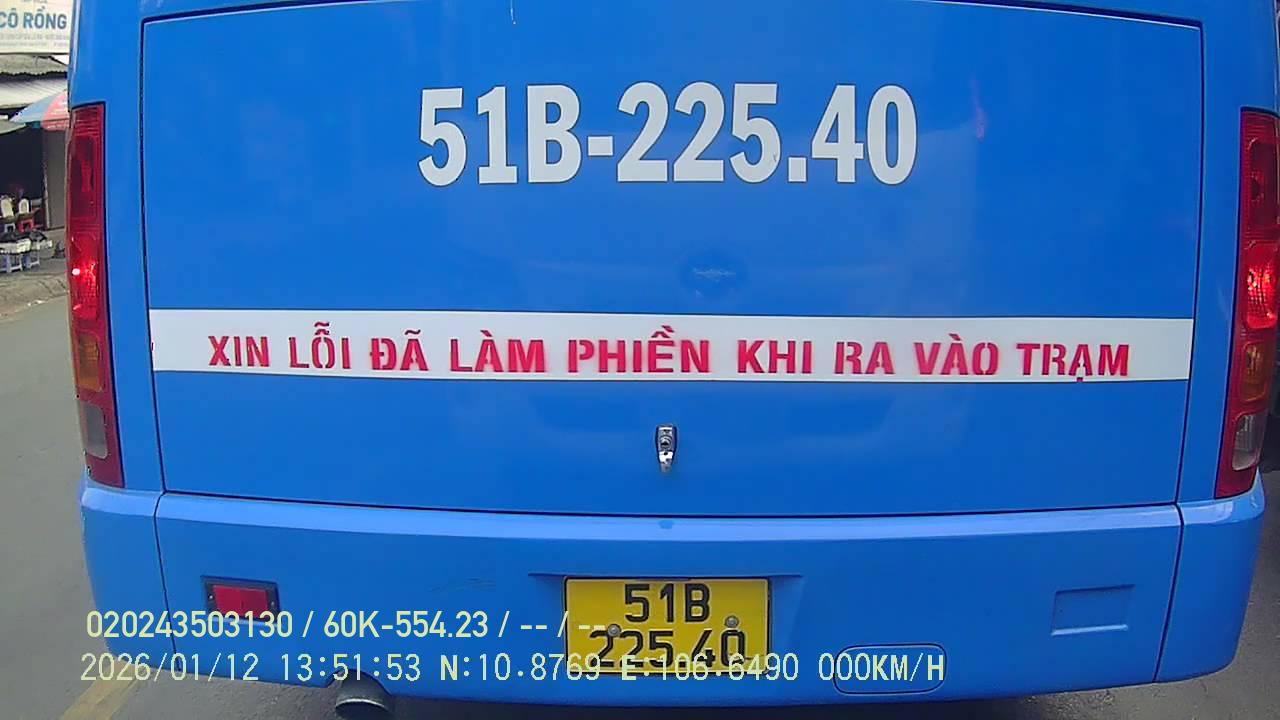 CÔ RỒNG
51B-225.40
XIN LỖI ĐÃ LÀM PHIỀN KHI RA VÀO TRẠM
51B
225.40
020243503130 / 60K-554.23 / -- / --
2026/01/12 13:51:53 N:10.8769 E:106.6490 000KM/H